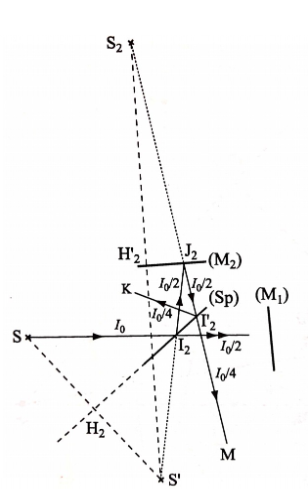 S₂
H'₂
J₂
(M₂)
I₀/2
I₀/2
K
(Sp)
(M₁)
I₀/4
I'₂
S
I₀
I₂
I₀/2
I₀/4
H₂
M
S'